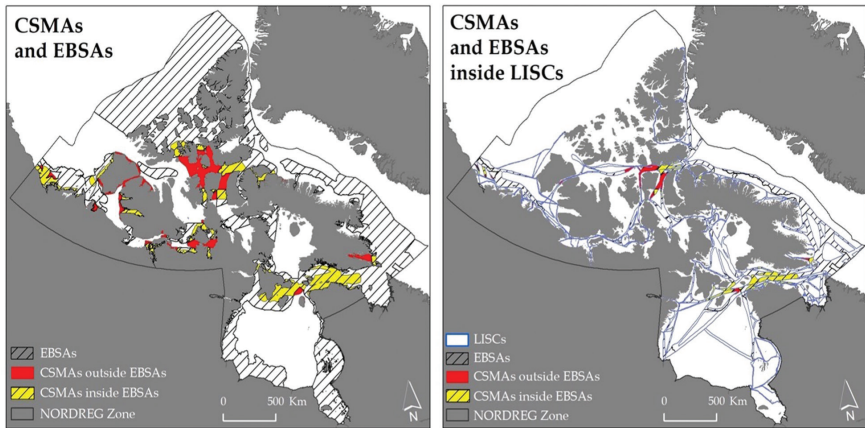 CSMAs
and EBSAs
EBSAs
CSMAs outside EBSAs
CSMAs inside EBSAs
NORDREG Zone
0 500 Km
N
CSMAs
and EBSAs
inside LISCs
LISCs
EBSAs
CSMAs outside EBSAs
CSMAs inside EBSAs
NORDREG Zone
0 500 Km
N